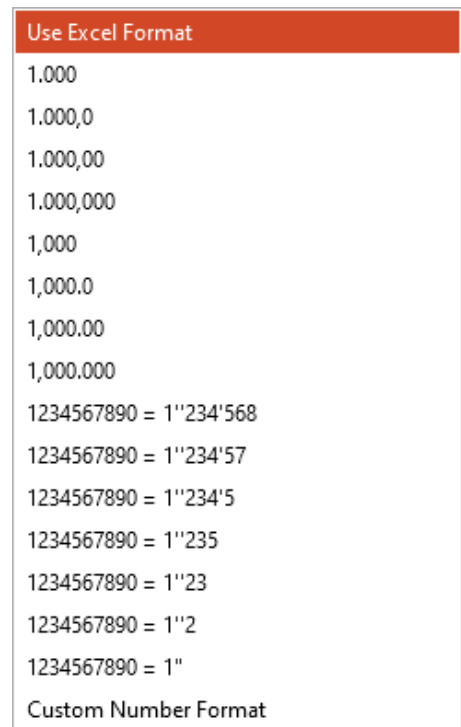 Use Excel Format
1.000
1.000,0
1.000,00
1.000,000
1,000
1,000.0
1,000.00
1,000.000
1234567890 = 1''234'568
1234567890 = 1''234'57
1234567890 = 1''234'5
1234567890 = 1''235
1234567890 = 1''23
1234567890 = 1''2
1234567890 = 1"
Custom Number Format